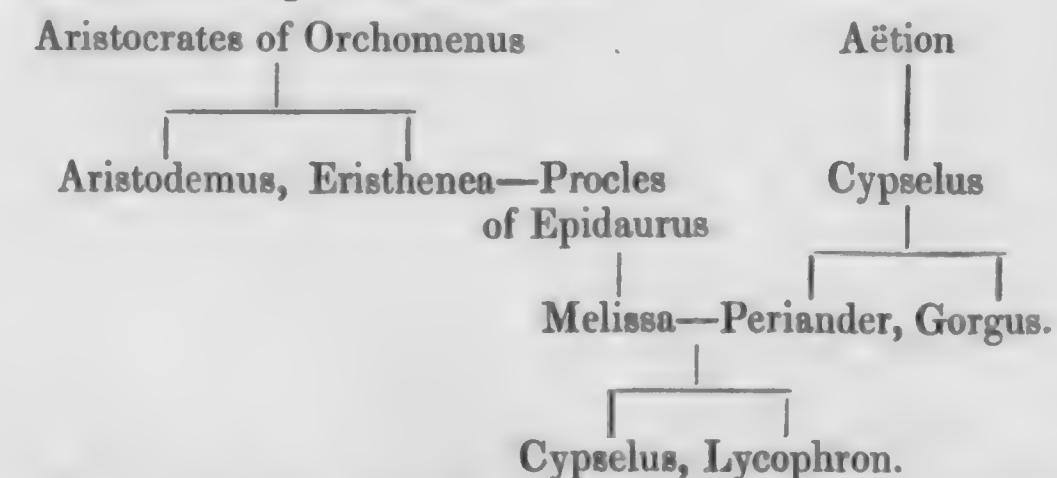 Aristocrates of Orchomenus Aëtion
Aristodemus, Eristhenea—Procles Cypselus
of Epidaurus
Melissa—Periander, Gorgus.
Cypselus, Lycophron.